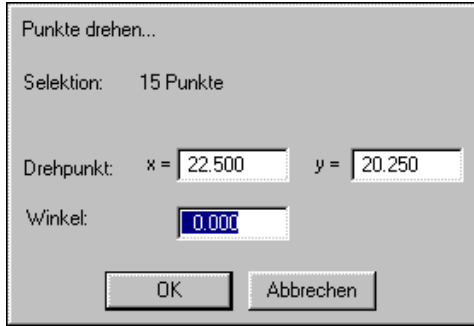 Punkte drehen...
Selektion: 15 Punkte
Drehpunkt: x = 22.500 y = 20.250
Winkel: 0.000
OK Abbrechen